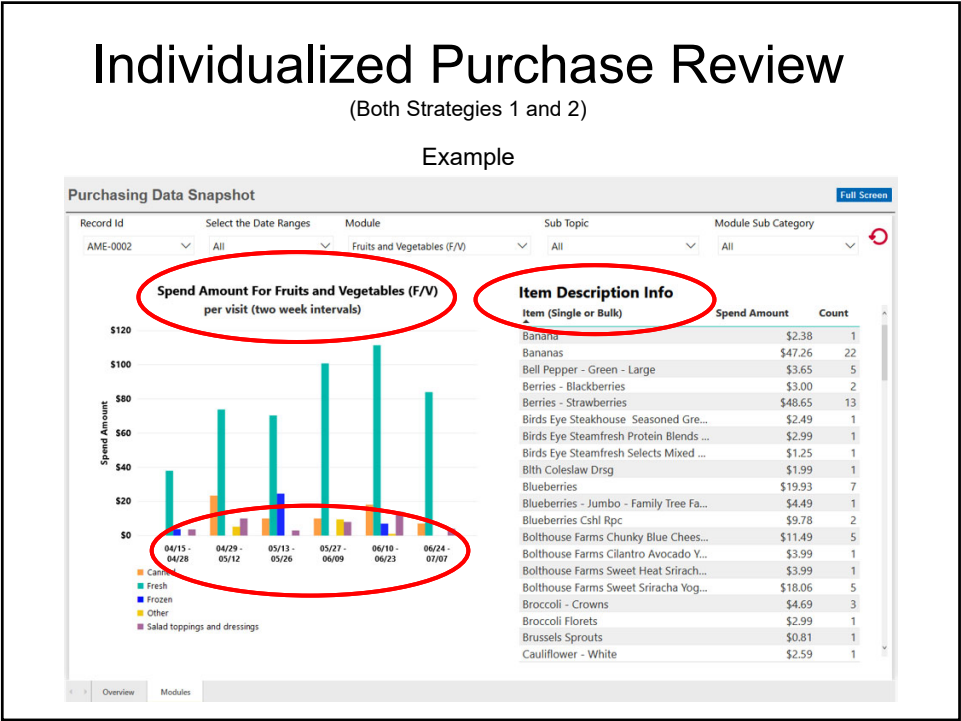 Individualized Purchase Review
(Both Strategies 1 and 2)
Example
Purchasing Data Snapshot
Full Screen
Record Id
Select the Date Ranges
Module
Sub Topic
Module Sub Category
AME-0002
All
Fruits and Vegetables (F/V)
All
All
Spend Amount For Fruits and Vegetables (F/V)
per visit (two week intervals)
Spend Amount
$120
$100
$80
$60
$40
$20
$0
04/15 - 04/28
04/29 - 05/12
05/13 - 05/26
05/27 - 06/09
06/10 - 06/23
06/24 - 07/07
Canned
Fresh
Frozen
Other
Salad toppings and dressings
Item Description Info
Item (Single or Bulk) Spend Amount Count
Banana $2.38 1
Bananas $47.26 22
Bell Pepper - Green - Large $3.65 5
Berries - Blackberries $3.00 2
Berries - Strawberries $48.65 13
Birds Eye Steakhouse Seasoned Gre... $2.49 1
Birds Eye Steamfresh Protein Blends ... $2.99 1
Birds Eye Steamfresh Selects Mixed ... $1.25 1
Blth Coleslaw Drsg $1.99 1
Blueberries $19.93 7
Blueberries - Jumbo - Family Tree Fa... $4.49 1
Blueberries Cshl Rpc $9.78 2
Bolthouse Farms Chunky Blue Chees... $11.49 5
Bolthouse Farms Cilantro Avocado Y... $3.99 1
Bolthouse Farms Sweet Heat Srirach... $3.99 1
Bolthouse Farms Sweet Sriracha Yog... $18.06 5
Broccoli - Crowns $4.69 3
Broccoli Florets $2.99 1
Brussels Sprouts $0.81 1
Cauliflower - White $2.59 1
Overview
Modules